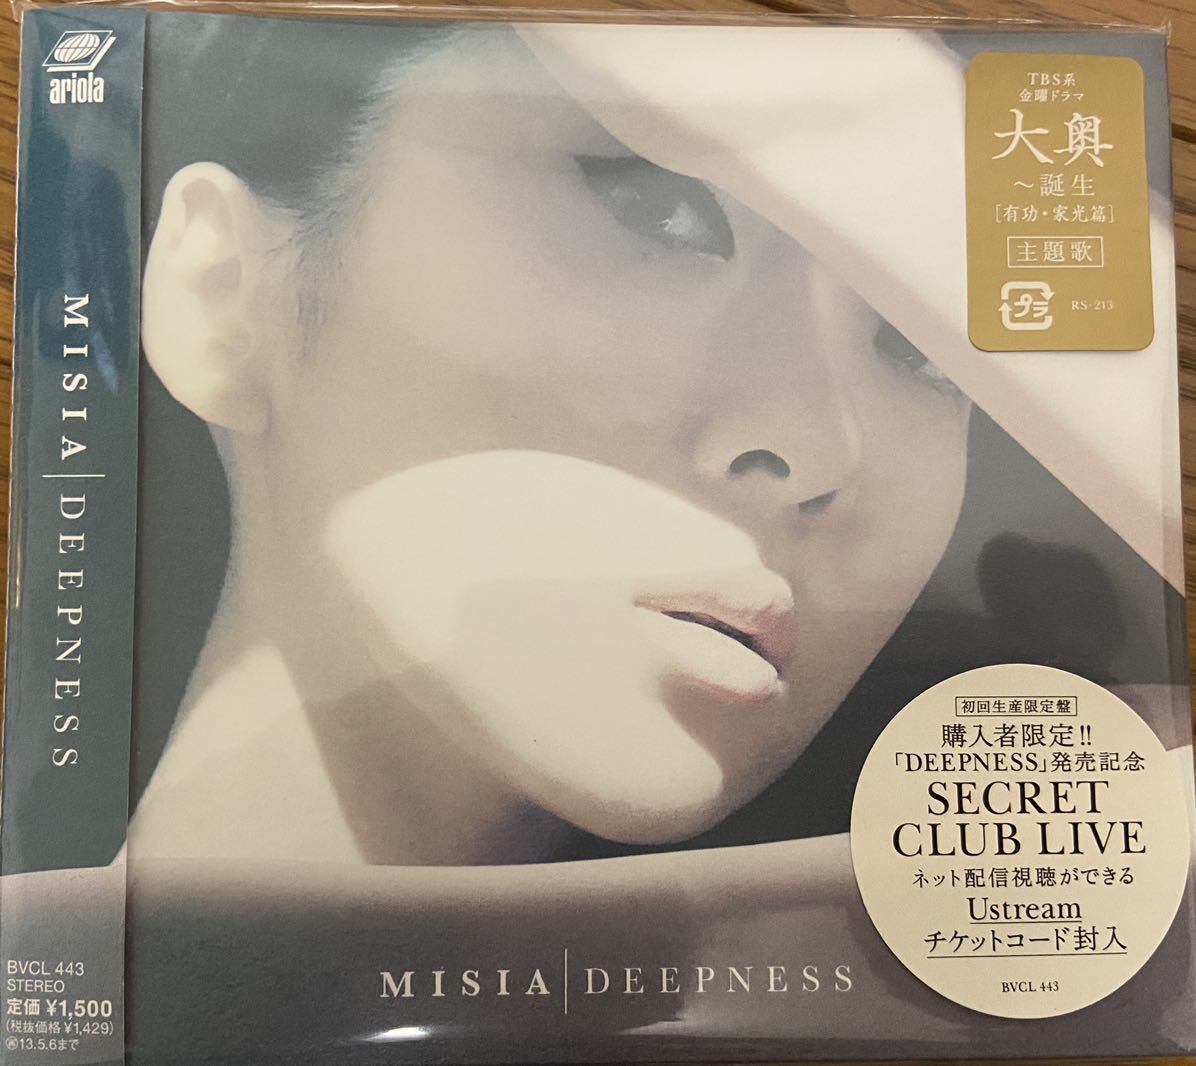 ariola
MISIA|DEEPNESS
BVCL 443
STEREO
定価 ¥1,500
(税抜価格 ¥1,429)
再13.5.6まで
TBS系
金曜ドラマ
大奥
～誕生
[有功・家光篇]
主題歌
プラ
RS-213
初回生産限定盤
購入者限定!!
「DEEPNESS」発売記念
SECRET
CLUB LIVE
ネット配信視聴ができる
Ustream
チケットコード封入
BVCL 443
MISIA|DEEPNESS